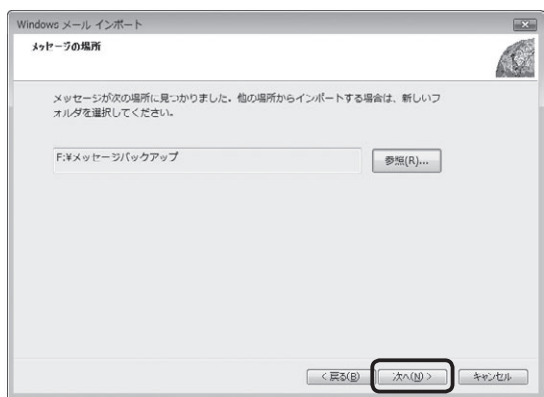 Windows メール インポート
メッセージの場所
メッセージが次の場所に見つかりました。他の場所からインポートする場合は、新しいフ
ォルダを選択してください。
F:¥メッセージバックアップ
参照(R)...
< 戻る(B)
次へ(N) >
キャンセル